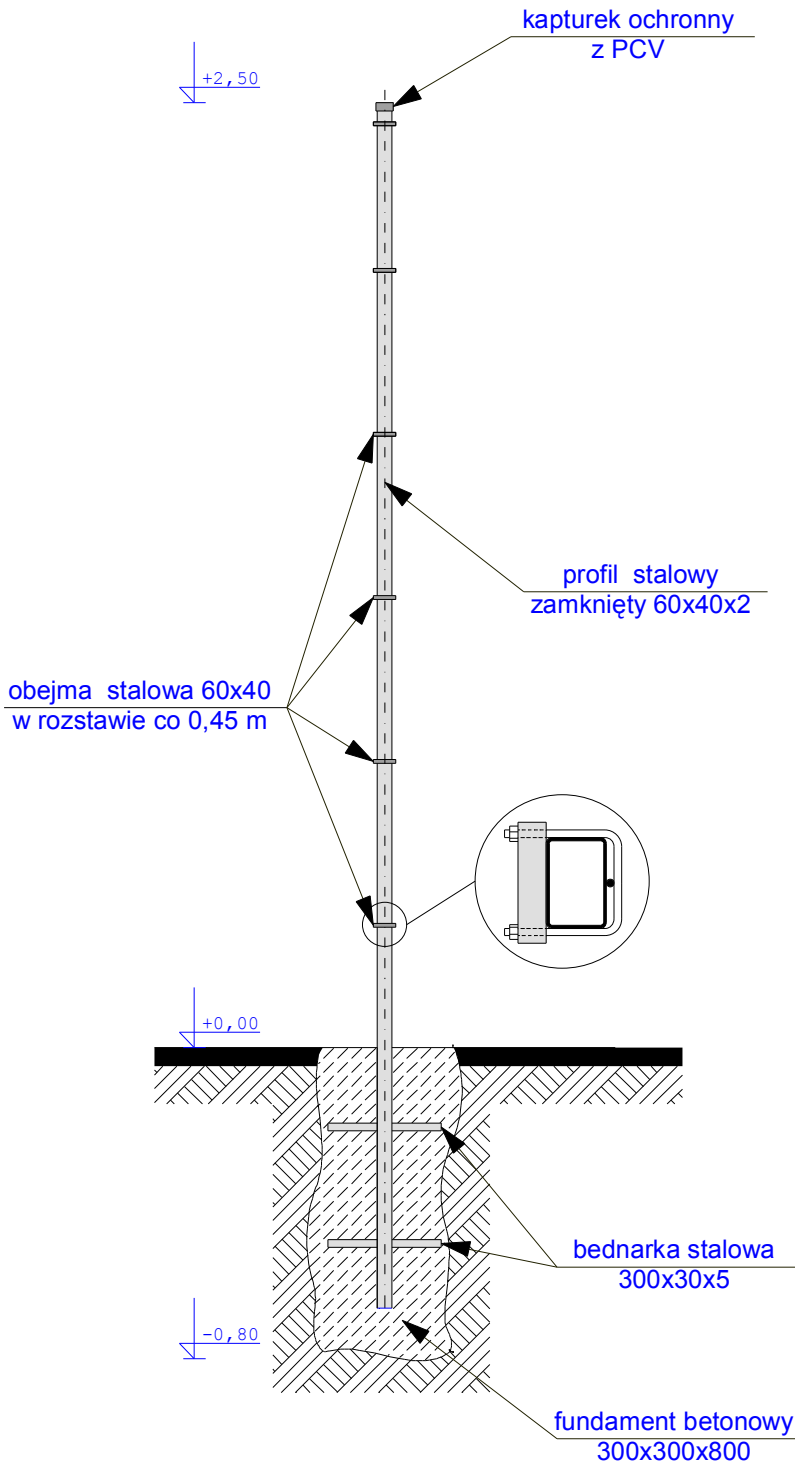 kapturek ochronny
z PCV
+2,50
profil stalowy
zamknięty 60x40x2
obejma stalowa 60x40
w rozstawie co 0,45 m
+0,00
bednarka stalowa
300x30x5
-0,80
fundament betonowy
300x300x800